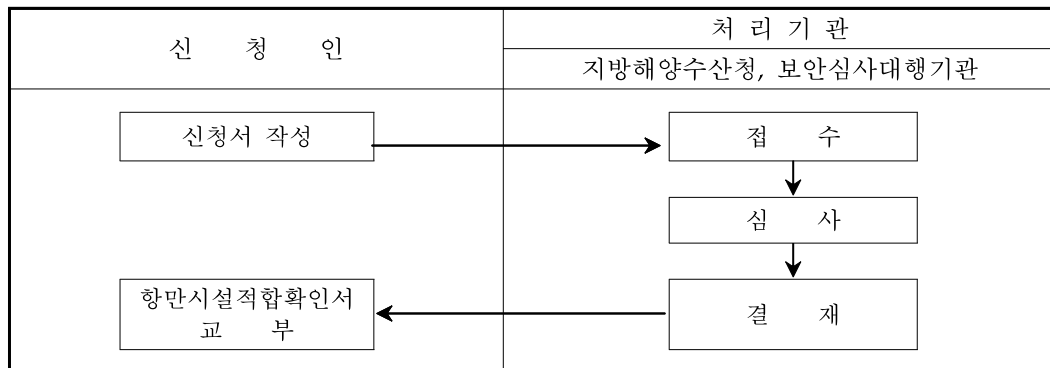 신 청 인
처 리 기 관
지방해양수산청, 보안심사대행기관
신청서 작성
접 수
심 사
항만시설적합확인서
교 부
결 재